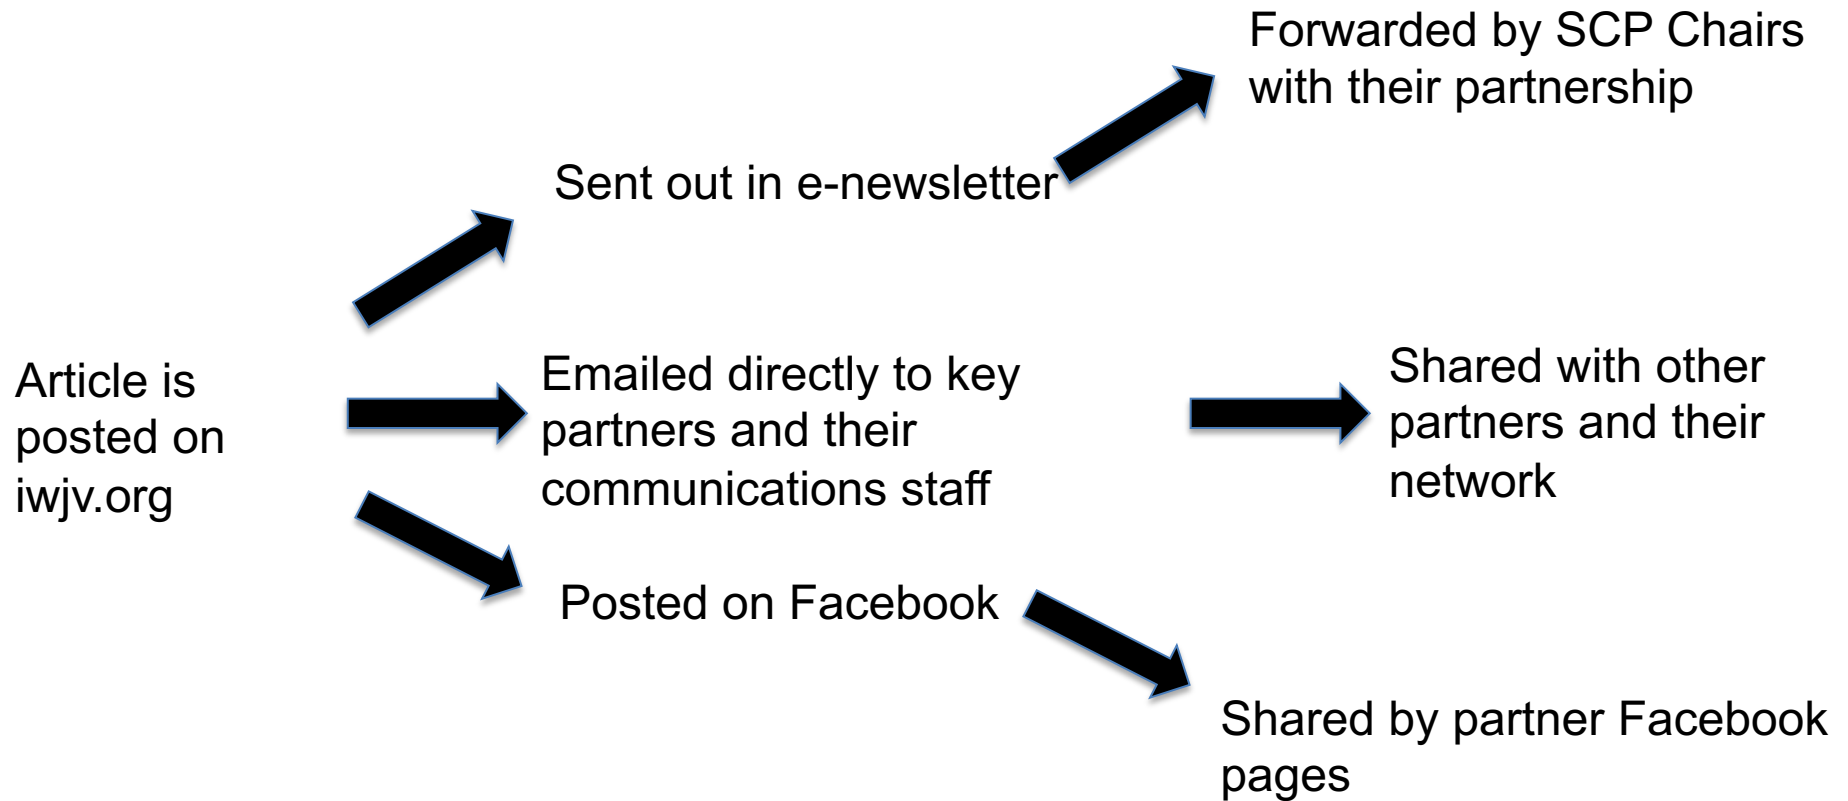 Forwarded by SCP Chairs
with their partnership
Sent out in e-newsletter
Article is
posted on
iwjv.org
Emailed directly to key
partners and their
communications staff
Shared with other
partners and their
network
Posted on Facebook
Shared by partner Facebook
pages